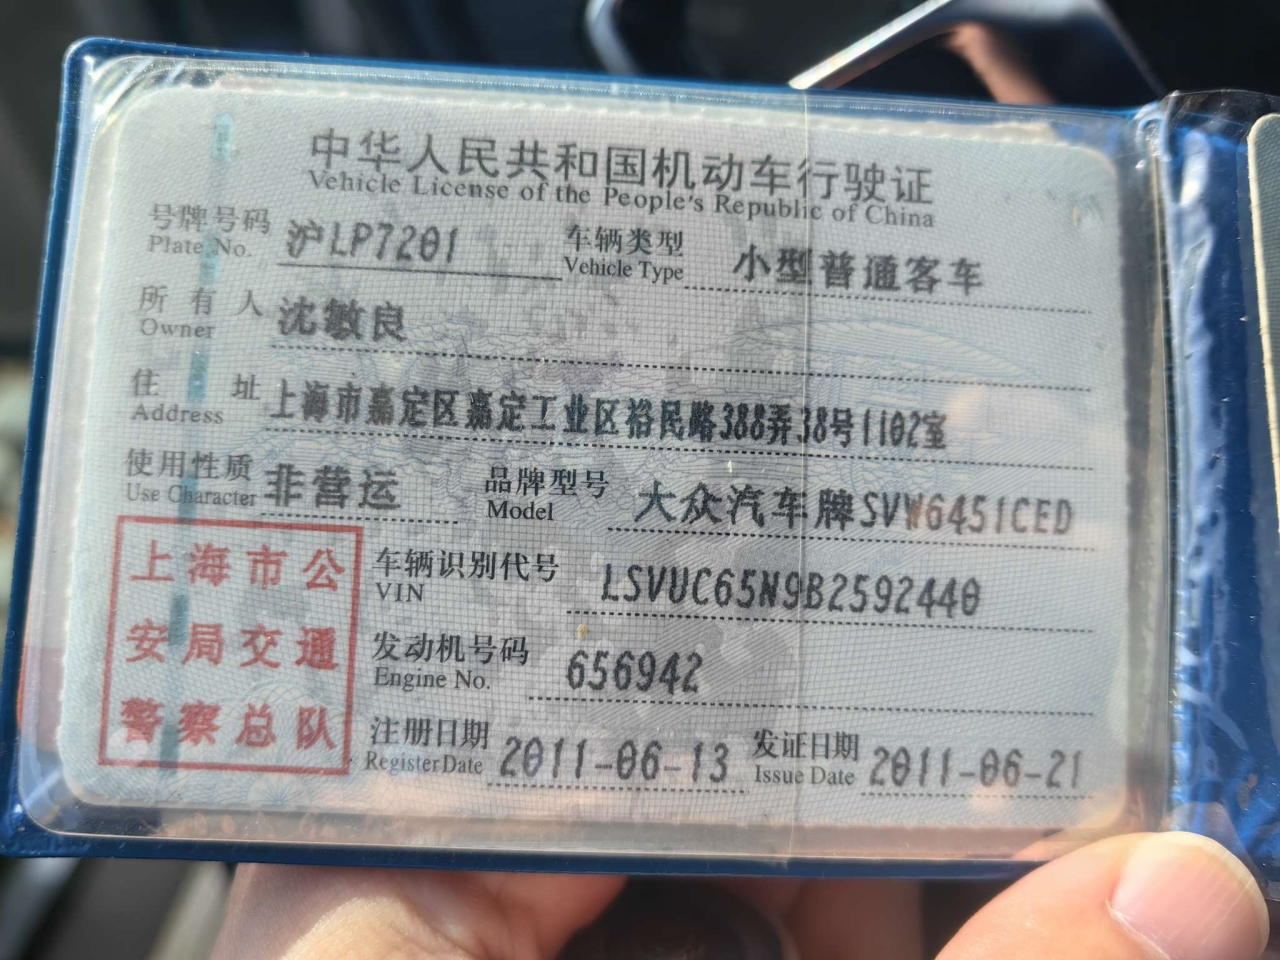 中华人民共和国机动车行驶证
Vehicle License of the People's Republic of China
号牌号码 沪LP7201 车辆类型 小型普通客车
Plate No. Vehicle Type
所有人 沈敏良
Owner
住址 上海市嘉定区嘉定工业区裕民路388弄38号1102室
Address
使用性质 非营运 品牌型号 大众汽车牌SVW6451CED
Use Character Model
上海市公
安局交通
警察总队
车辆识别代号 LSVUC65N9B2592440
VIN
发动机号码 656942
Engine No.
注册日期 2011-06-13 发证日期 2011-06-21
Register Date Issue Date